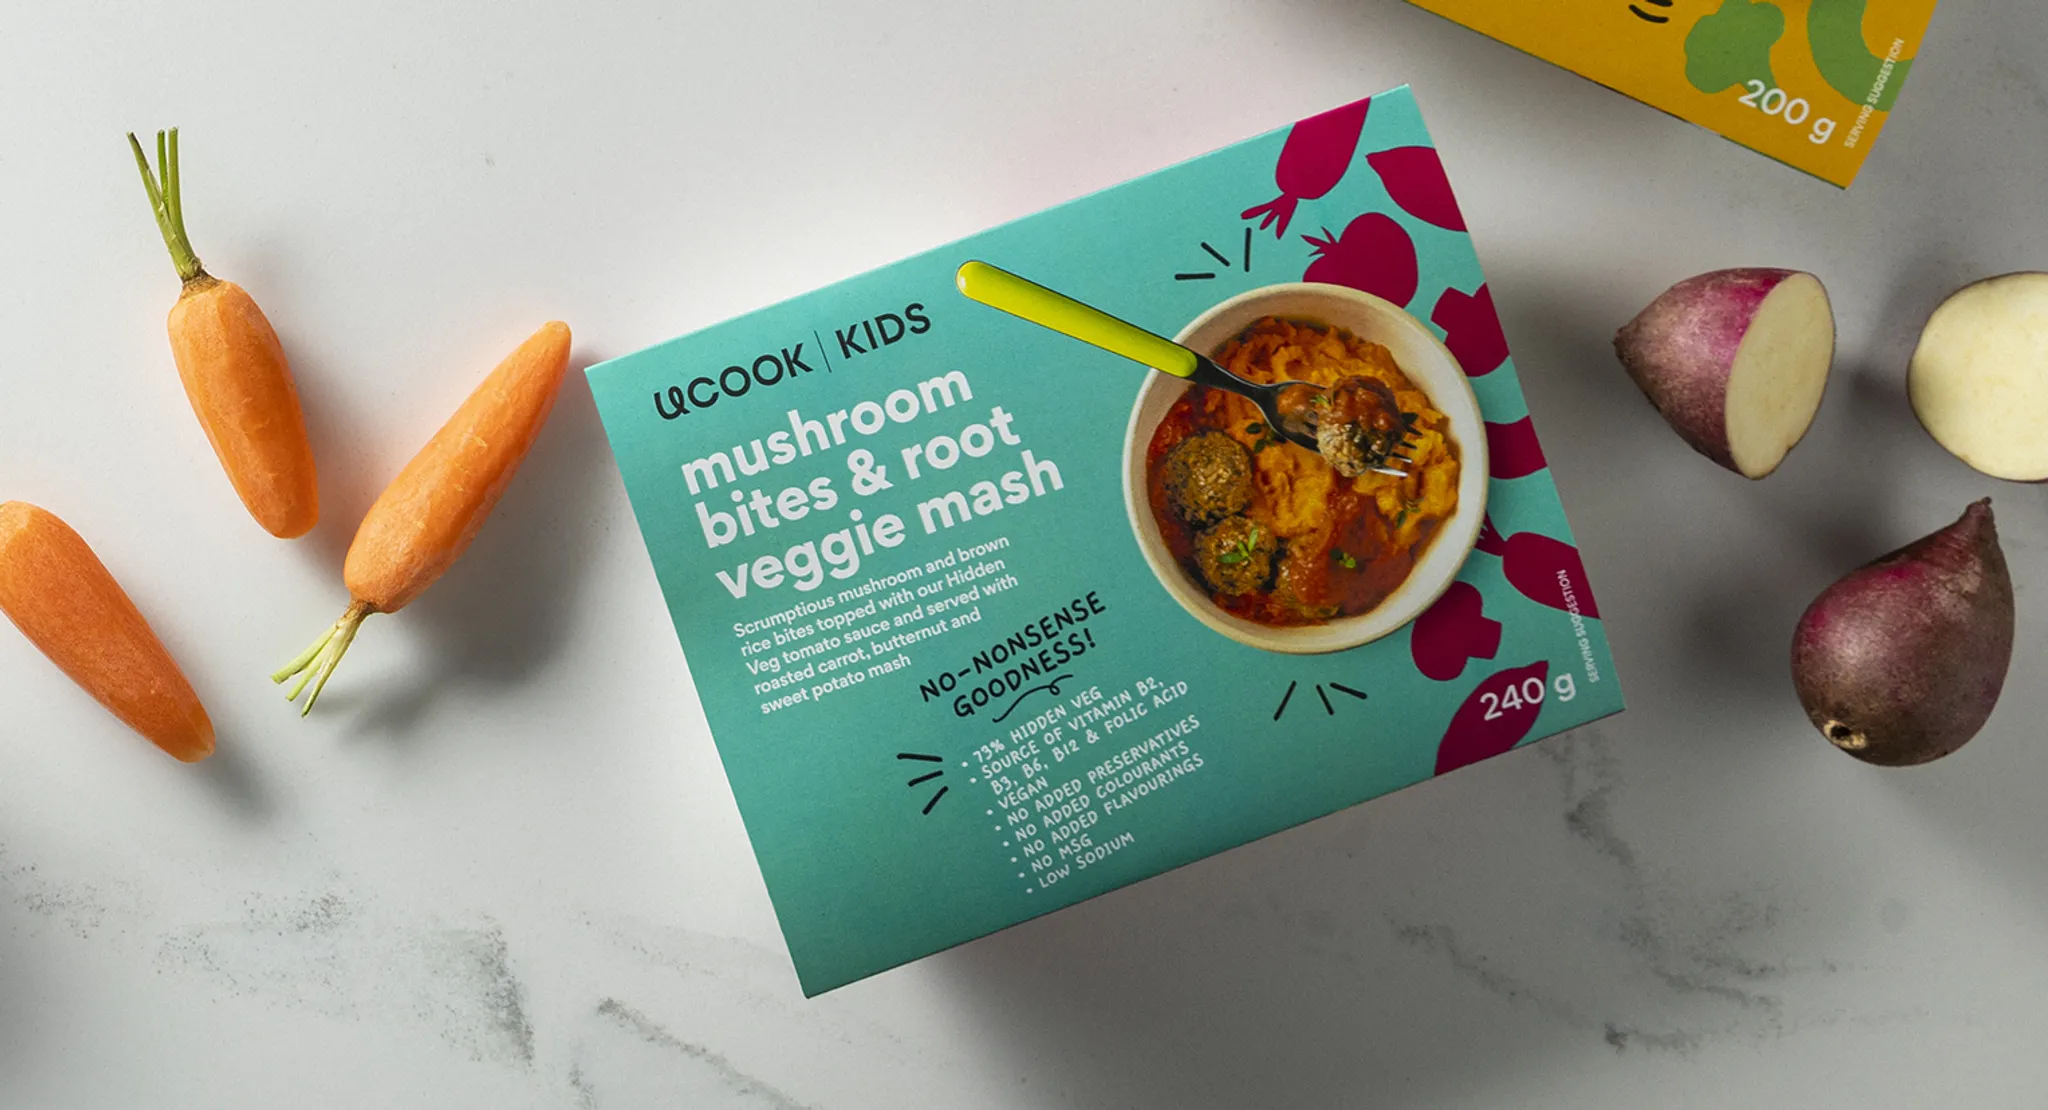 200 g
SERVING SUGGESTION
UCOOK | KIDS
mushroom
bites & root
veggie mash
Scrumptious mushroom and brown
rice bites topped with our Hidden
Veg tomato sauce and served with
roasted carrot, butternut and
sweet potato mash
NO-NONSENSE
GOODNESS!
• 73% HIDDEN VEG
• SOURCE OF VITAMIN B2,
B3, B6, B12 & FOLIC ACID
• VEGAN
• NO ADDED PRESERVATIVES
• NO ADDED COLOURANTS
• NO ADDED FLAVOURINGS
• NO MSG
• LOW SODIUM
240 g
SERVING SUGGESTION